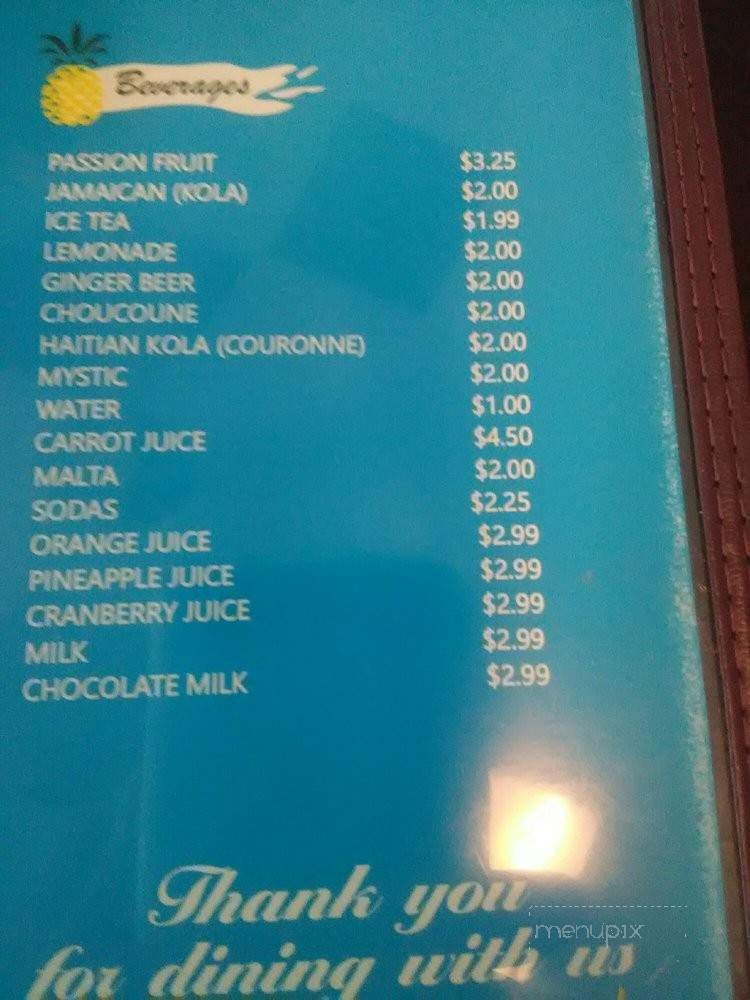 Beverages
PASSION FRUIT $3.25
JAMAICAN (KOLA) $2.00
ICE TEA $1.99
LEMONADE $2.00
GINGER BEER $2.00
CHOUCOUNE $2.00
HAITIAN KOLA (COURONNE) $2.00
MYSTIC $2.00
WATER $1.00
CARROT JUICE $4.50
MALTA $2.00
SODAS $2.25
ORANGE JUICE $2.99
PINEAPPLE JUICE $2.99
CRANBERRY JUICE $2.99
MILK $2.99
CHOCOLATE MILK $2.99
Thank you
for dining with us
menupix